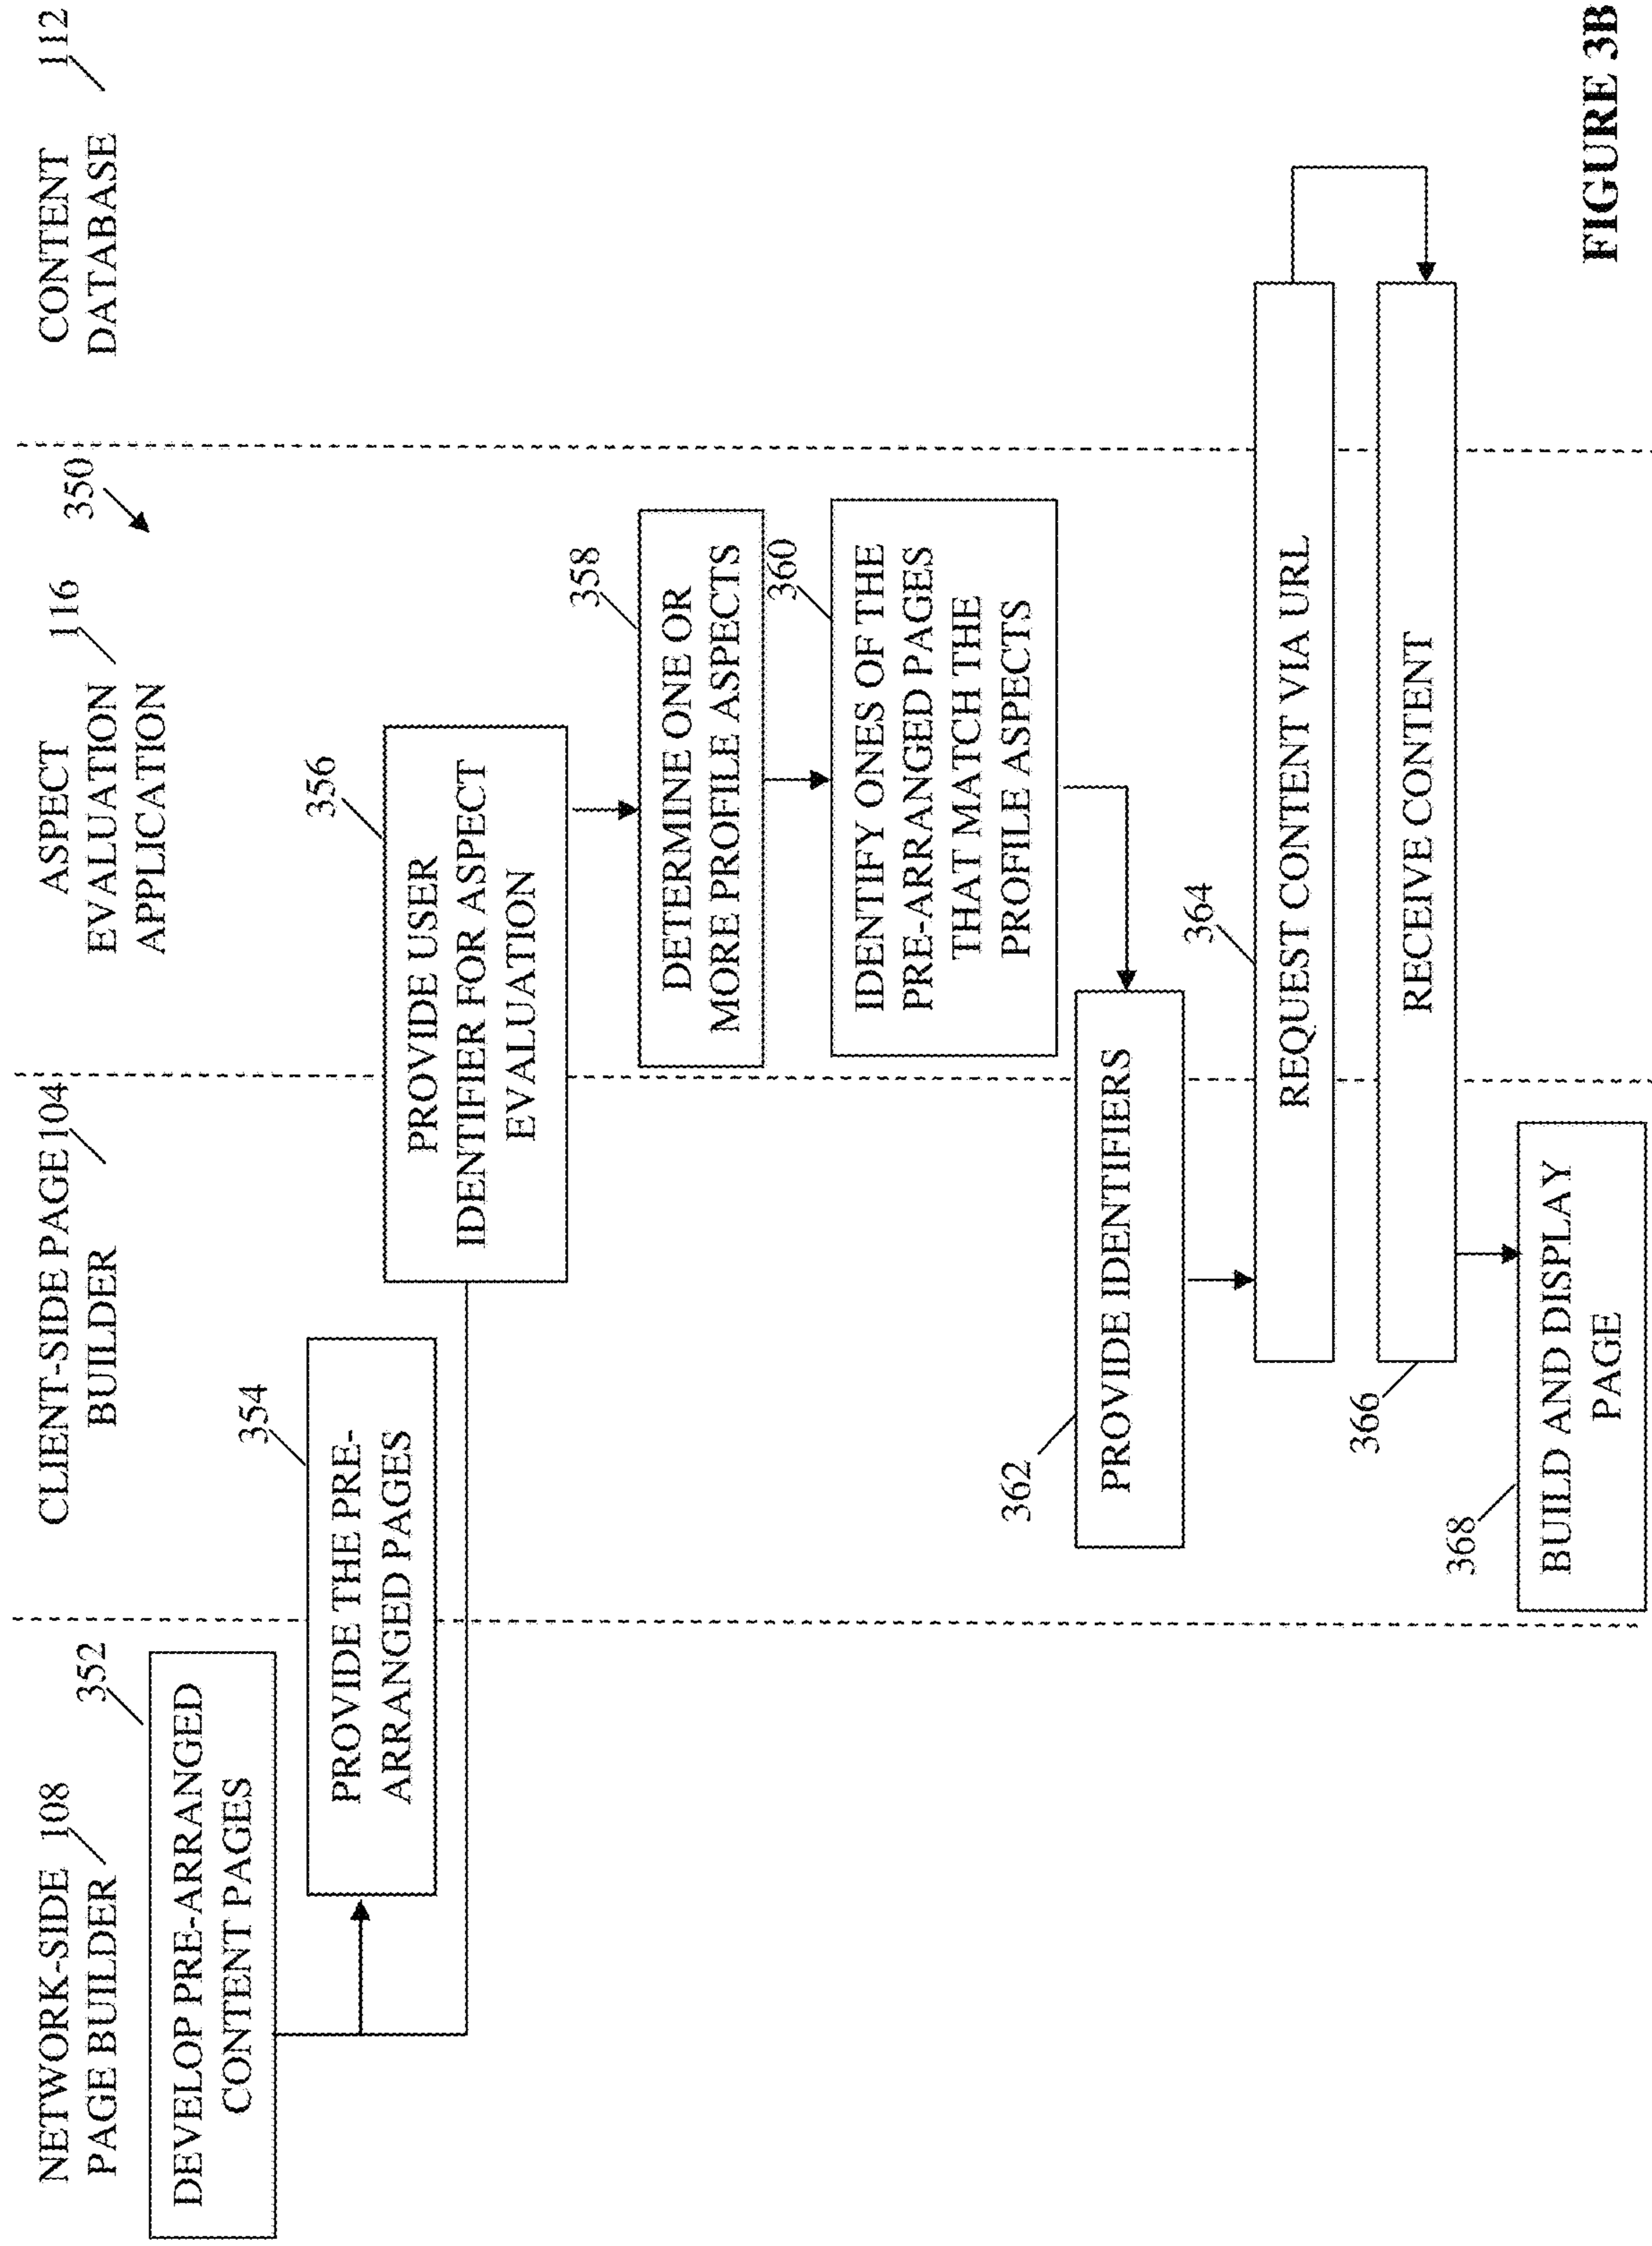 NETWORK-SIDE 108
PAGE BUILDER
CLIENT-SIDE PAGE 104
BUILDER
ASPECT
EVALUATION 116
APPLICATION
350
CONTENT 112
DATABASE
352
DEVELOP PRE-ARRANGED
CONTENT PAGES
354
PROVIDE THE PRE-
ARRANGED PAGES
356
PROVIDE USER
IDENTIFIER FOR ASPECT
EVALUATION
358
DETERMINE ONE OR
MORE PROFILE ASPECTS
360
IDENTIFY ONES OF THE
PRE-ARRANGED PAGES
THAT MATCH THE
PROFILE ASPECTS
362
PROVIDE IDENTIFIERS
364
REQUEST CONTENT VIA URL
366
RECEIVE CONTENT
368
BUILD AND DISPLAY
PAGE
FIGURE 3B